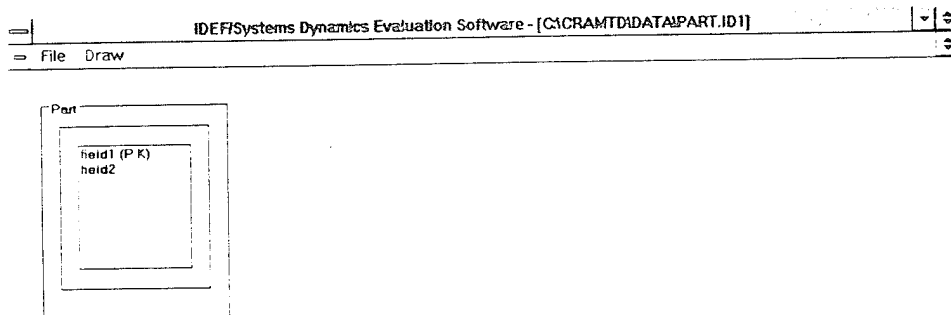 IDEF/Systems Dynamics Evaluation Software - [C:\CRAMTD\DATA\PART.ID1]
File Draw
Part
field1 (P K)
field2